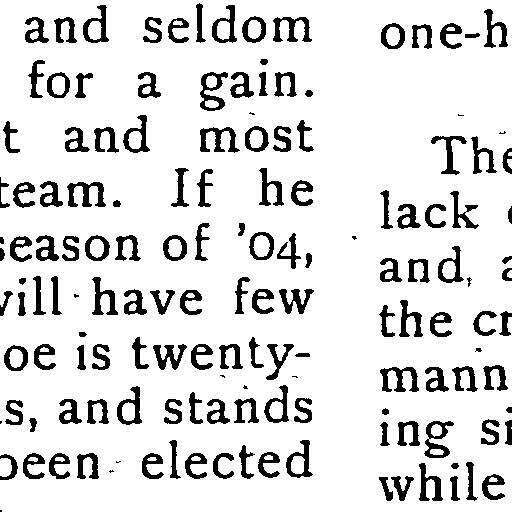 and seldom
for a gain.
t and most
team. If he
season of '04,
will have few
oe is twenty-
s, and stands
been elected
one-h
The
lack
and, a
the cr
mann
ing si
while